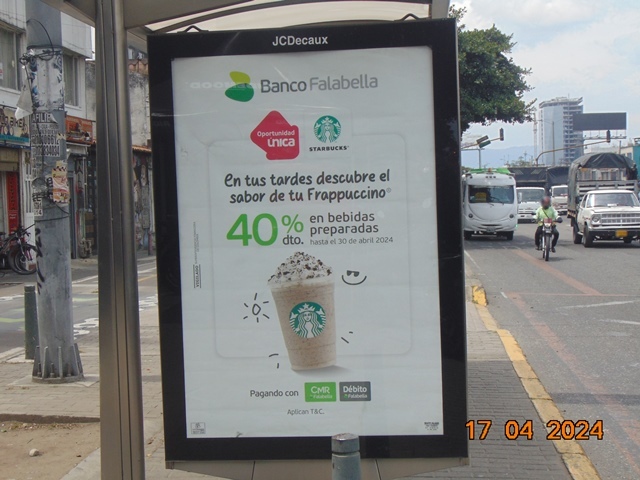 JCDecaux
Banco Falabella
Oportunidad
única
STARBUCKS
En tus tardes descubre el
sabor de tu Frappuccino®
40% dto.
en bebidas
preparadas
hasta el 30 de abril 2024
VIGILADO
Pagando con
CMR
Falabella
Débito
Falabella
Aplican T&C.
17 04 2024